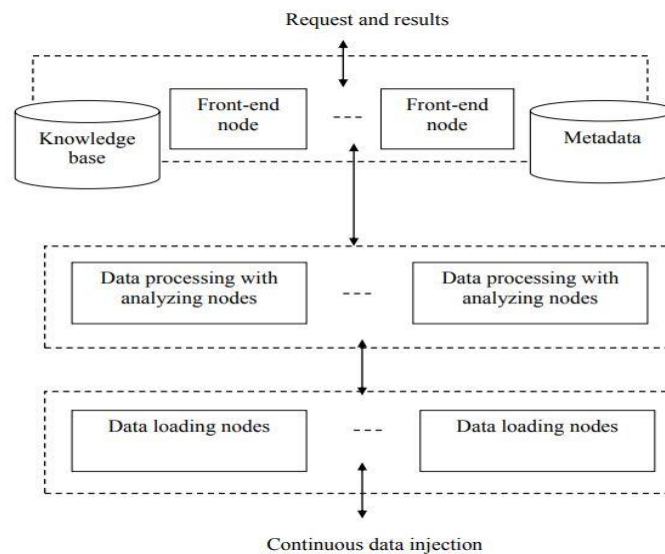 Request and results
Front-end
node
Front-end
node
Knowledge
base
Metadata
Data processing with
analyzing nodes
Data processing with
analyzing nodes
Data loading nodes
Data loading nodes
Continuous data injection